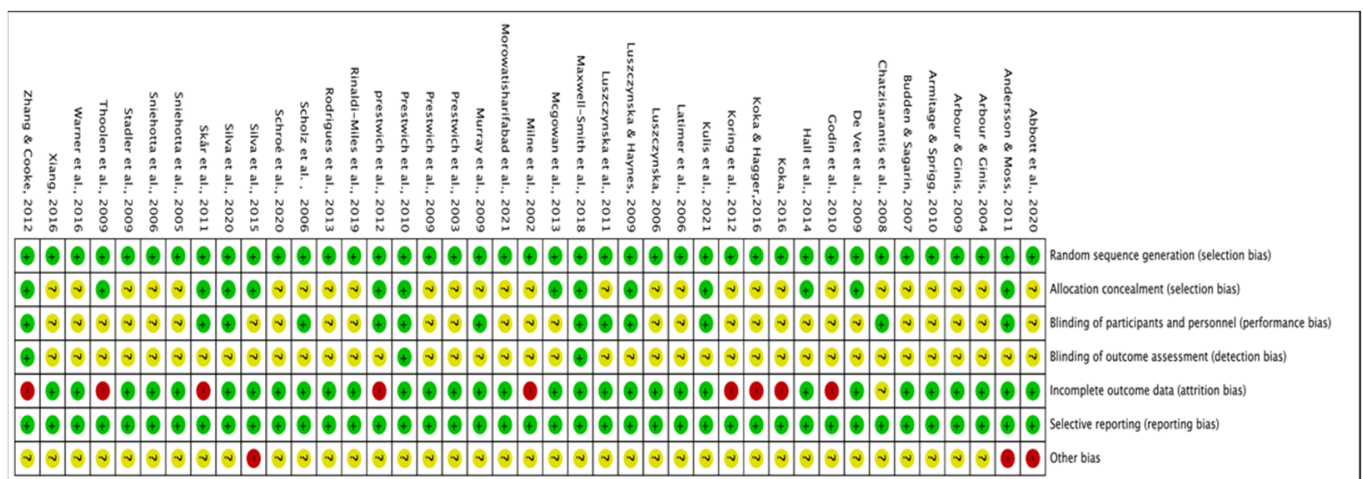 Zhang & Cooke, 2012
Xiang, 2016
Warner et al., 2016
Thoolen et al., 2009
Stadler et al., 2009
Sniehotta et al., 2006
Sniehotta et al., 2005
Skår et al., 2011
Silva et al., 2020
Silva et al., 2015
Schroé et al., 2020
Scholz et al. , 2006
Rodrigues et al., 2013
Rinaldi-Miles et al., 2019
prestwich et al., 2012
Prestwich et al., 2010
Prestwich et al., 2009
Prestwich et al., 2003
Murray et al., 2009
Morowatisharifabad et al., 2021
Milne et al., 2002
Mcgowan et al., 2013
Maxwell-Smith et al., 2018
Luszczynska et al., 2011
Luszczynska & Haynes, 2009
Luszczynska, 2006
Latimer et al., 2006
Kulis et al., 2021
Koring et al., 2012
Koka & Hagger,2016
Koka, 2016
Hall et al., 2014
Godin et al., 2010
De Vet et al., 2009
Chatzisarantis et al., 2008
Budden & Sagarin, 2007
Armitage & Sprigg, 2010
Arbour & Ginis, 2009
Arbour & Ginis, 2004
Andersson & Moss, 2011
Abbott et al., 2020
+ + + + + + + + + + + + + + + + + + + + + + + + + + + + + + + + + + + + + + + + + Random sequence generation (selection bias)
+ ? ? + ? ? ? + + + ? ? ? ? + + ? ? ? ? ? + + ? + ? ? + ? ? ? + ? + ? ? ? ? ? + ? Allocation concealment (selection bias)
+ ? ? ? ? ? ? + + ? ? + ? ? + + ? ? + ? ? ? + + + ? ? + ? ? ? ? ? ? + ? ? ? ? + ? Blinding of participants and personnel (performance bias)
+ ? ? ? ? ? ? ? ? ? ? ? ? ? ? + ? ? ? ? ? ? + ? ? ? ? ? ? ? ? ? ? ? ? ? ? ? ? ? ? Blinding of outcome assessment (detection bias)
- + + - + + + - + + + + + + - + + + + + - + + + + + + + - - - + - + ? + + + + + + Incomplete outcome data (attrition bias)
+ + + + + + + + + + + + + + + + + + + + + + + + + + + + + + + + + + + + + + + + + Selective reporting (reporting bias)
? ? ? ? ? ? ? ? ? - ? ? ? ? ? ? ? ? ? ? ? ? ? ? ? ? ? ? ? ? ? ? ? ? ? ? ? ? ? - - Other bias